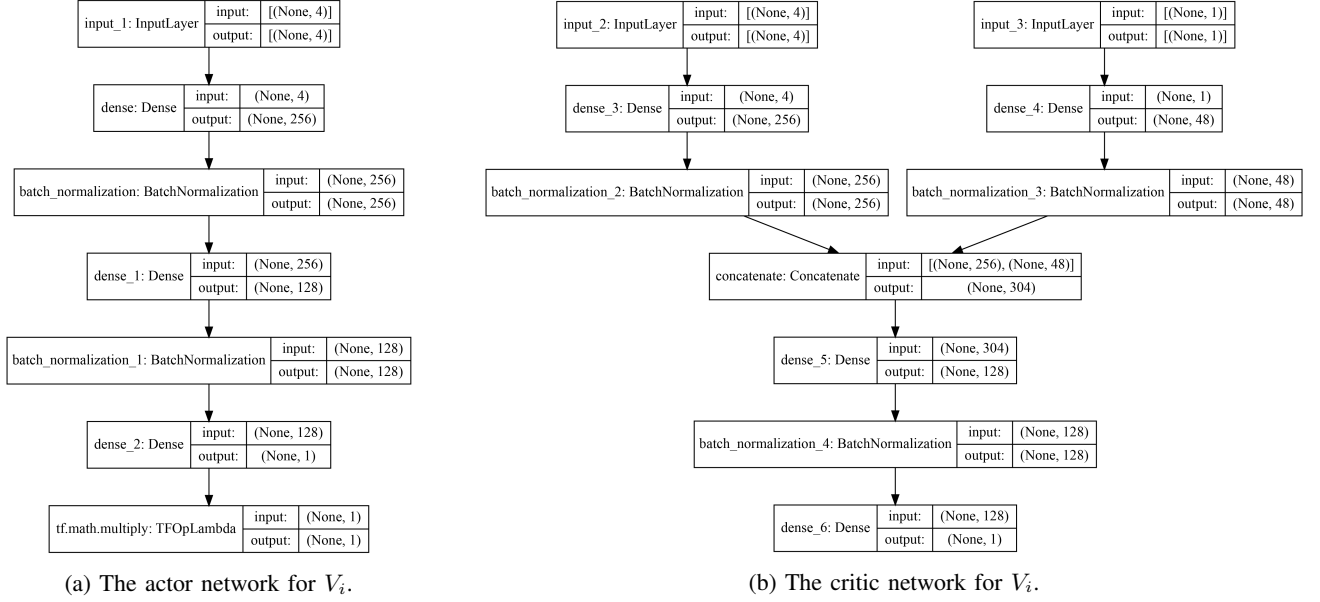 input_1: InputLayer
input: [(None, 4)]
output: [(None, 4)]
dense: Dense
input: (None, 4)
output: (None, 256)
batch_normalization: BatchNormalization
input: (None, 256)
output: (None, 256)
dense_1: Dense
input: (None, 256)
output: (None, 128)
batch_normalization_1: BatchNormalization
input: (None, 128)
output: (None, 128)
dense_2: Dense
input: (None, 128)
output: (None, 1)
tf.math.multiply: TFOpLambda
input: (None, 1)
output: (None, 1)
(a) The actor network for V_i.
input_2: InputLayer
input: [(None, 4)]
output: [(None, 4)]
input_3: InputLayer
input: [(None, 1)]
output: [(None, 1)]
dense_3: Dense
input: (None, 4)
output: (None, 256)
dense_4: Dense
input: (None, 1)
output: (None, 48)
batch_normalization_2: BatchNormalization
input: (None, 256)
output: (None, 256)
batch_normalization_3: BatchNormalization
input: (None, 48)
output: (None, 48)
concatenate: Concatenate
input: [(None, 256), (None, 48)]
output: (None, 304)
dense_5: Dense
input: (None, 304)
output: (None, 128)
batch_normalization_4: BatchNormalization
input: (None, 128)
output: (None, 128)
dense_6: Dense
input: (None, 128)
output: (None, 1)
(b) The critic network for V_i.